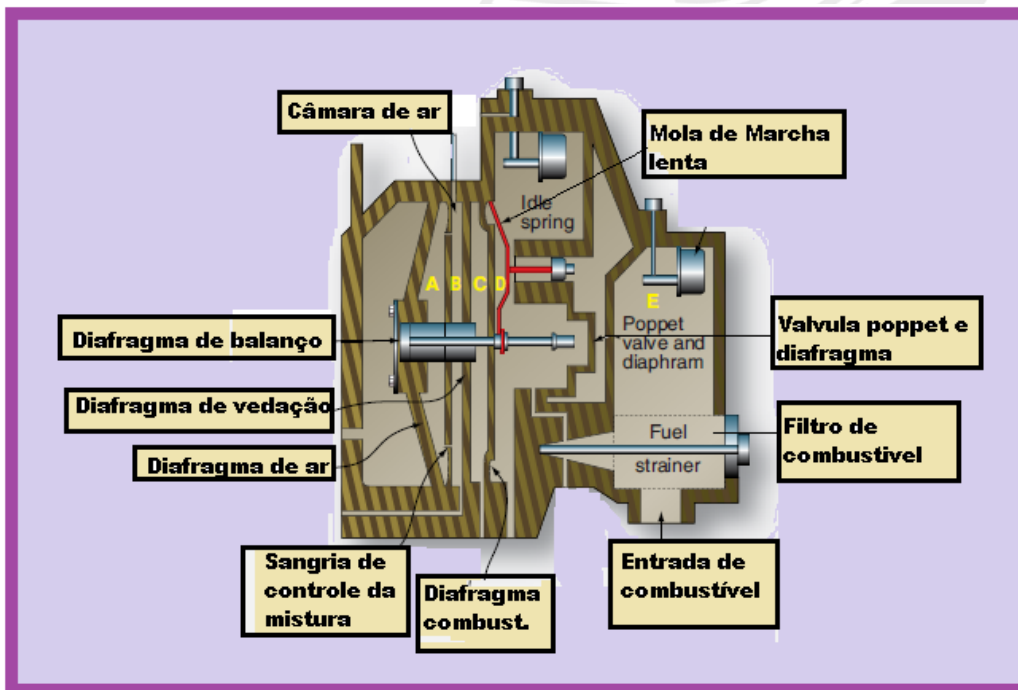 Câmara de ar
Mola de Marcha
lenta
Idle
spring
A B C D
E
Poppet
valve and
diaphram
Diafragma de balanço
Valvula poppet e
diafragma
Diafragma de vedação
Diafragma de ar
Fuel
strainer
Filtro de
combustivel
Sangria de
controle da
mistura
Diafragma
combust.
Entrada de
combustível